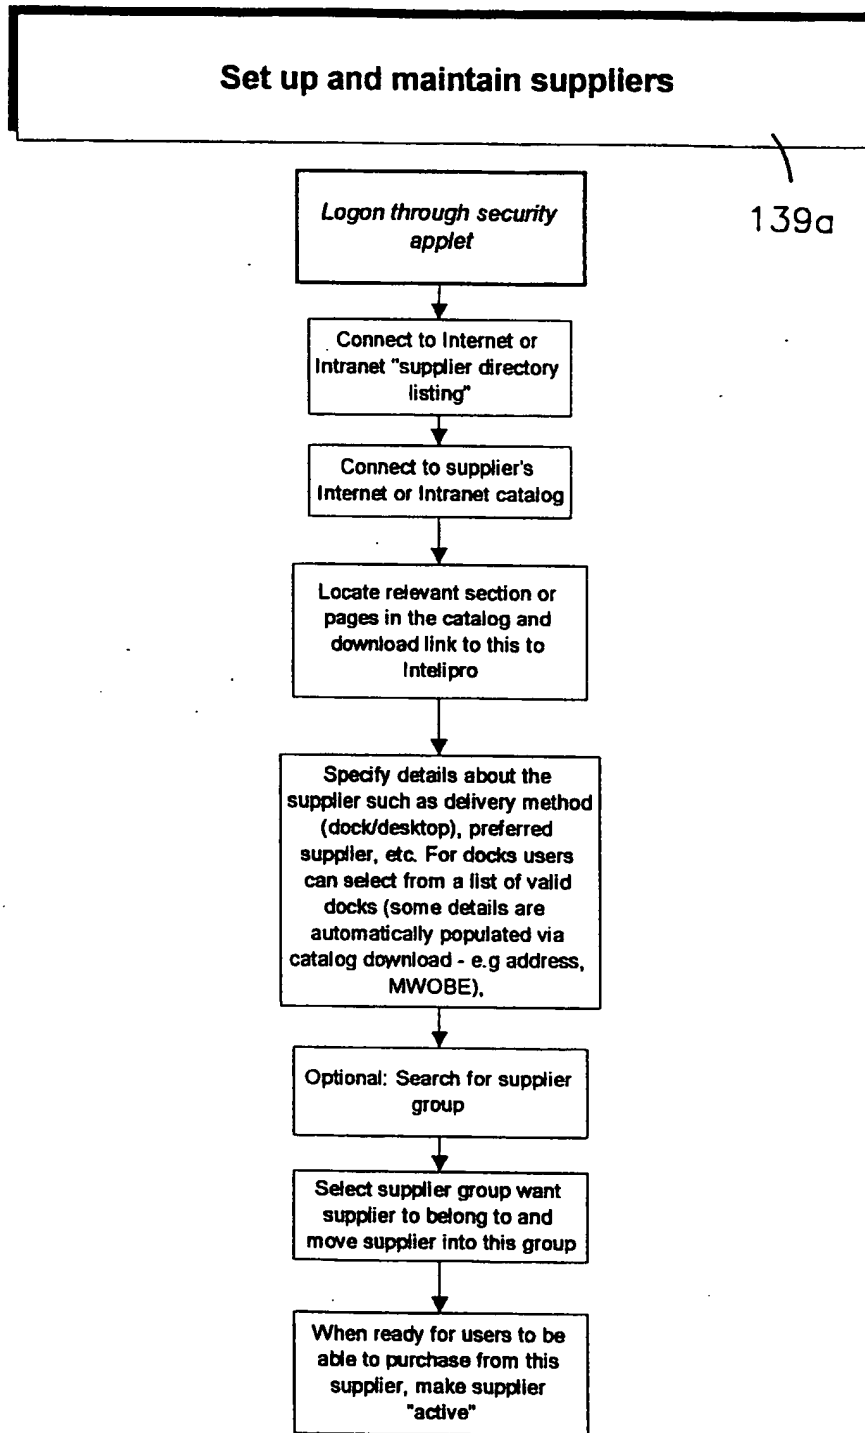 Set up and maintain suppliers
139a
Logon through security
applet
Connect to Internet or
Intranet "supplier directory
listing"
Connect to supplier's
Internet or Intranet catalog
Locate relevant section or
pages in the catalog and
download link to this to
Intelipro
Specify details about the
supplier such as delivery method
(dock/desktop), preferred
supplier, etc. For docks users
can select from a list of valid
docks (some details are
automatically populated via
catalog download - e.g address,
MWOBE),
Optional: Search for supplier
group
Select supplier group want
supplier to belong to and
move supplier into this group
When ready for users to be
able to purchase from this
supplier, make supplier
"active"